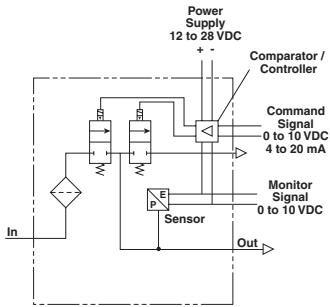 Power
Supply
12 to 28 VDC
+ -
Comparator /
Controller
Command
Signal
0 to 10 VDC
4 to 20 mA
E
P
Sensor
Monitor
Signal
0 to 10 VDC
In
Out